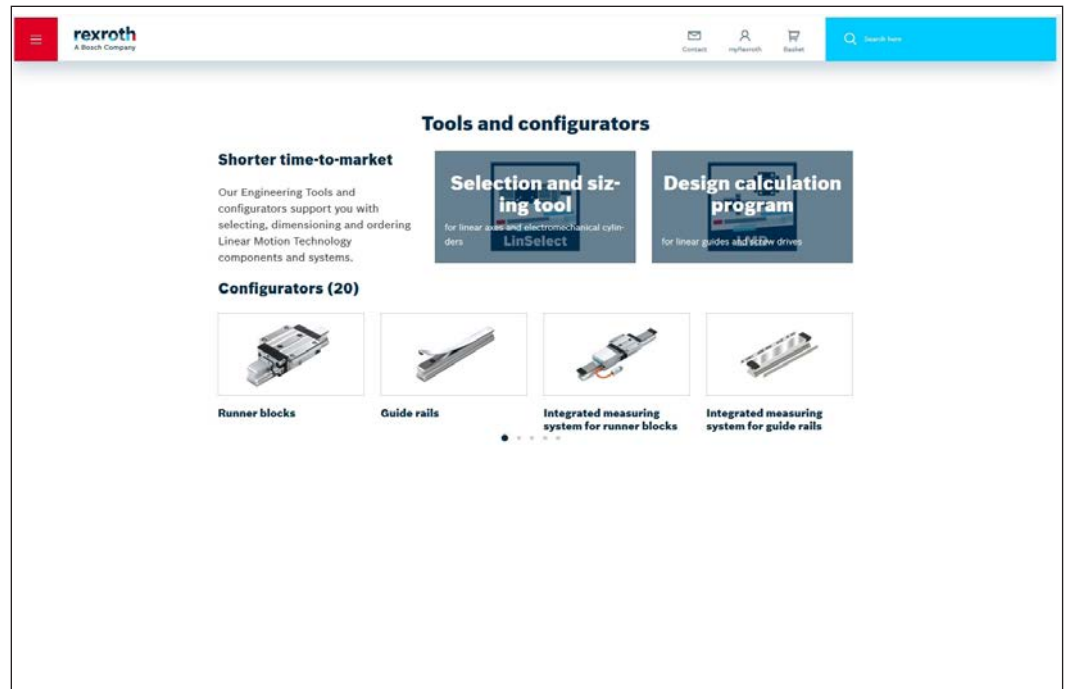 rexroth
A Bosch Company
Contact
myRexroth
Basket
Search here
Tools and configurators
Shorter time-to-market
Our Engineering Tools and
configurators support you with
selecting, dimensioning and ordering
Linear Motion Technology
components and systems.
Selection and siz-
ing tool
for linear axes and electromechanical cylin-
ders
LinSelect
Design calculation
program
for linear guides and screw drives
LMD
Configurators (20)
Runner blocks
Guide rails
Integrated measuring
system for runner blocks
Integrated measuring
system for guide rails